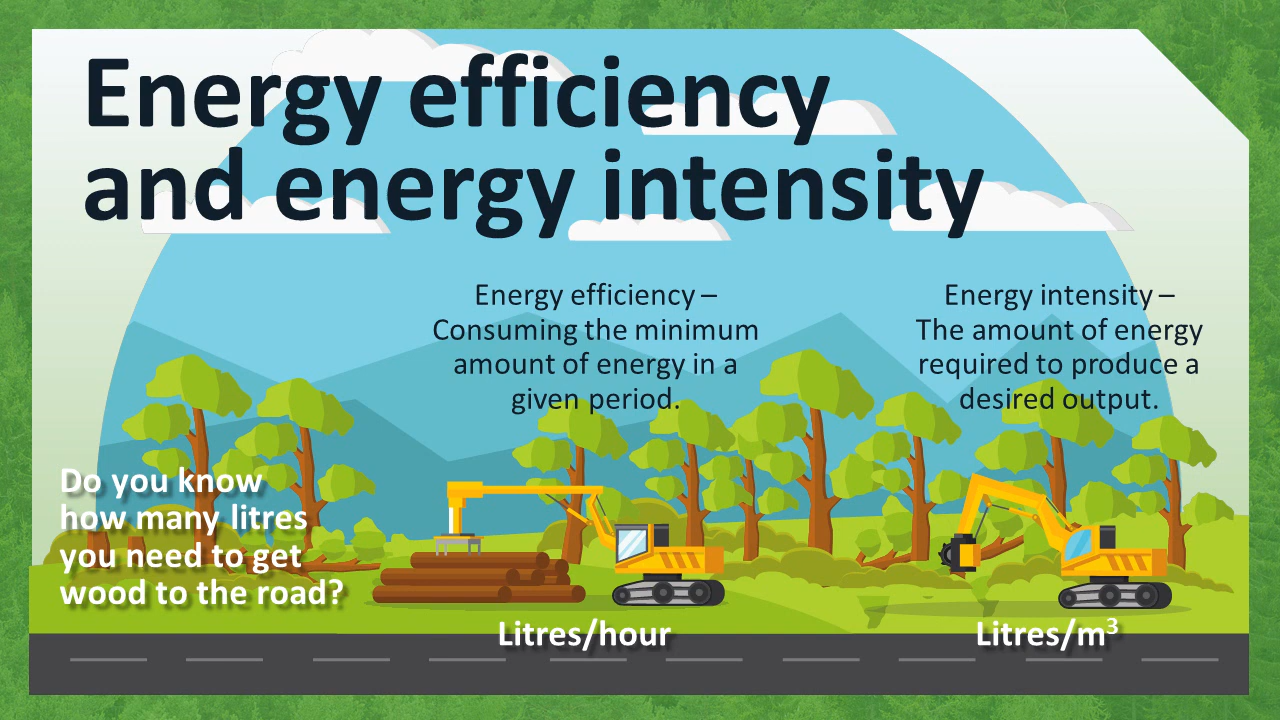 Energy efficiency
and energy intensity
Energy efficiency –
Consuming the minimum
amount of energy in a
given period.
Energy intensity –
The amount of energy
required to produce a
desired output.
Do you know
how many litres
you need to get
wood to the road?
Litres/hour
Litres/m³